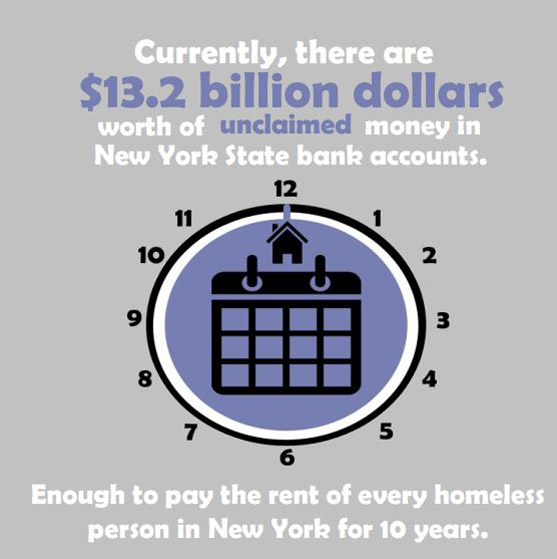 Currently, there are
$13.2 billion dollars
worth of unclaimed money in
New York State bank accounts.
12
11 1
10 2
9 3
8 4
7 5
6
Enough to pay the rent of every homeless
person in New York for 10 years.